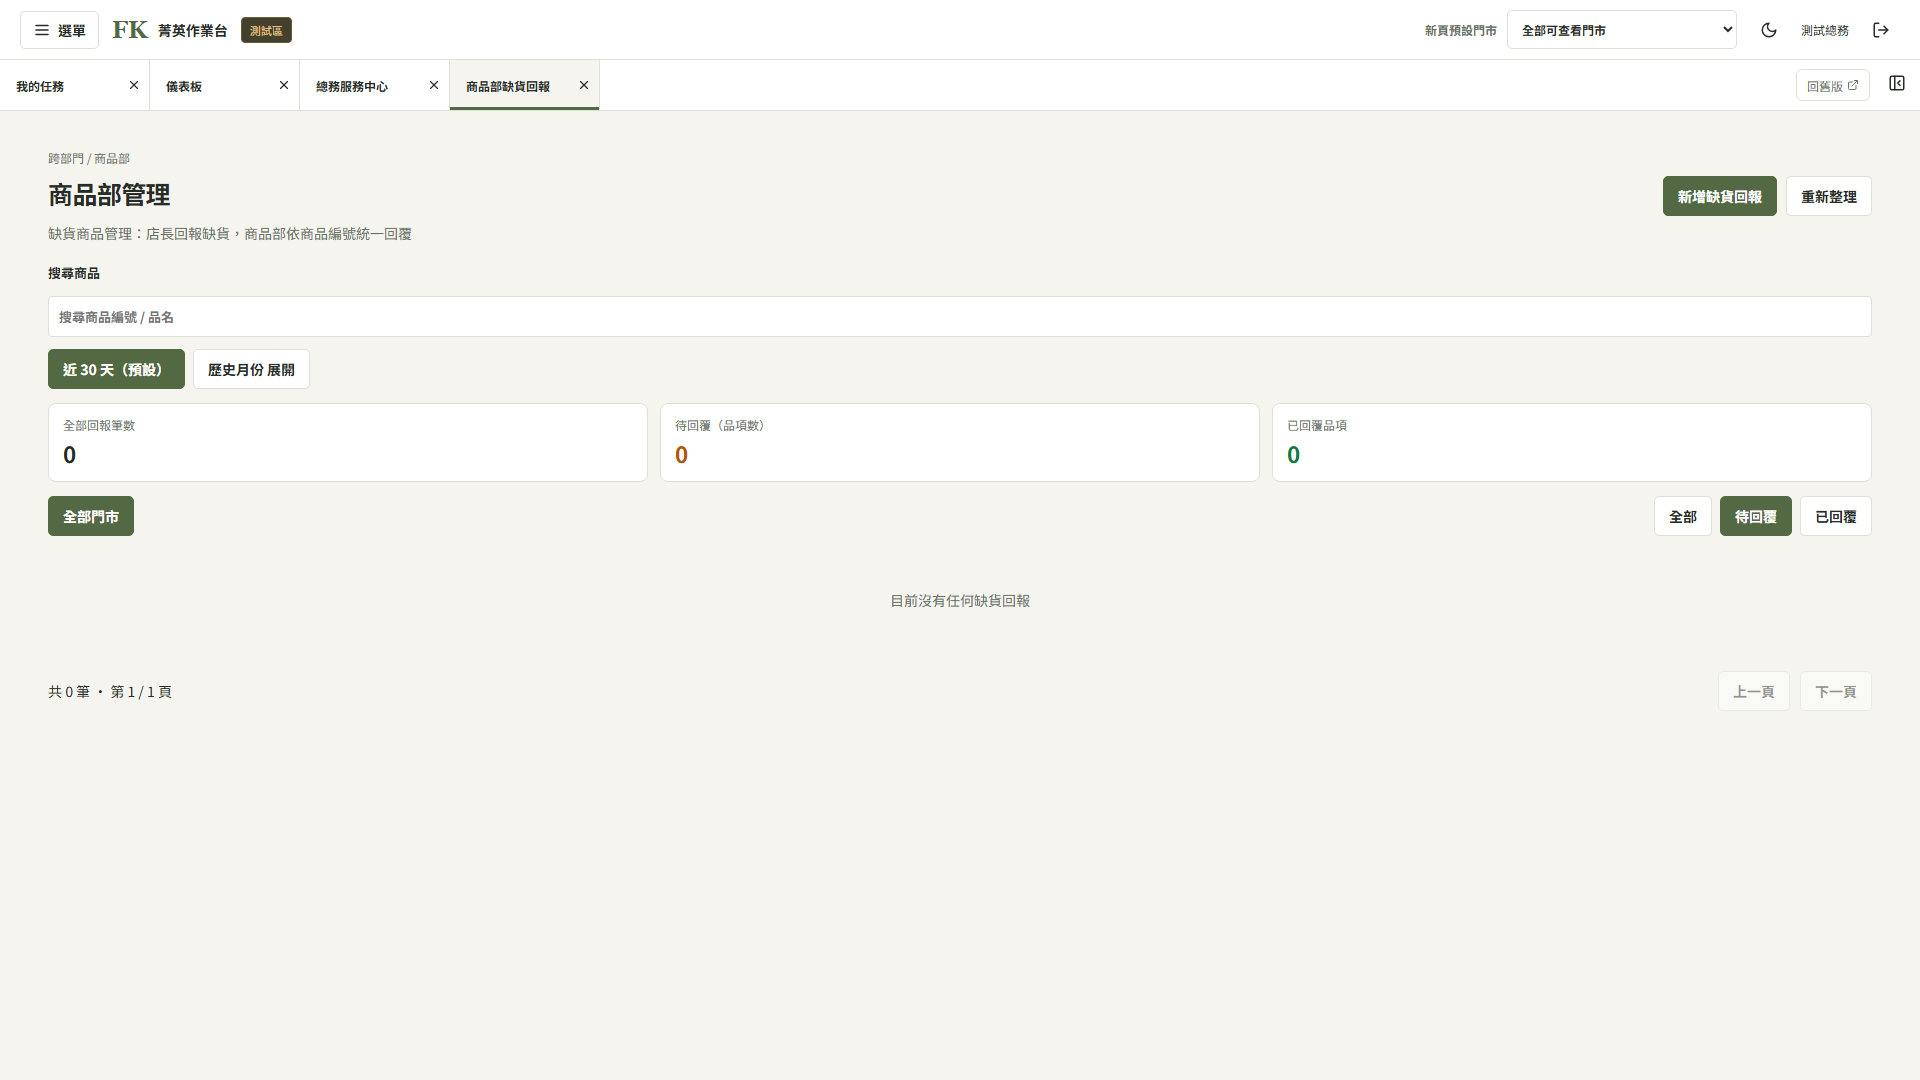 選單
FK 菁英作業台
測試區
新頁預設門市
全部可查看門市
測試總務
我的任務
儀表板
總務服務中心
商品部缺貨回報
回舊版
跨部門 / 商品部
商品部管理
新增缺貨回報
重新整理
缺貨商品管理：店長回報缺貨，商品部依商品編號統一回覆
搜尋商品
搜尋商品編號 / 品名
近 30 天（預設）
歷史月份 展開
全部回報筆數
0
待回覆（品項數）
0
已回覆品項
0
全部門市
全部
待回覆
已回覆
目前沒有任何缺貨回報
共 0 筆 · 第 1 / 1 頁
上一頁
下一頁